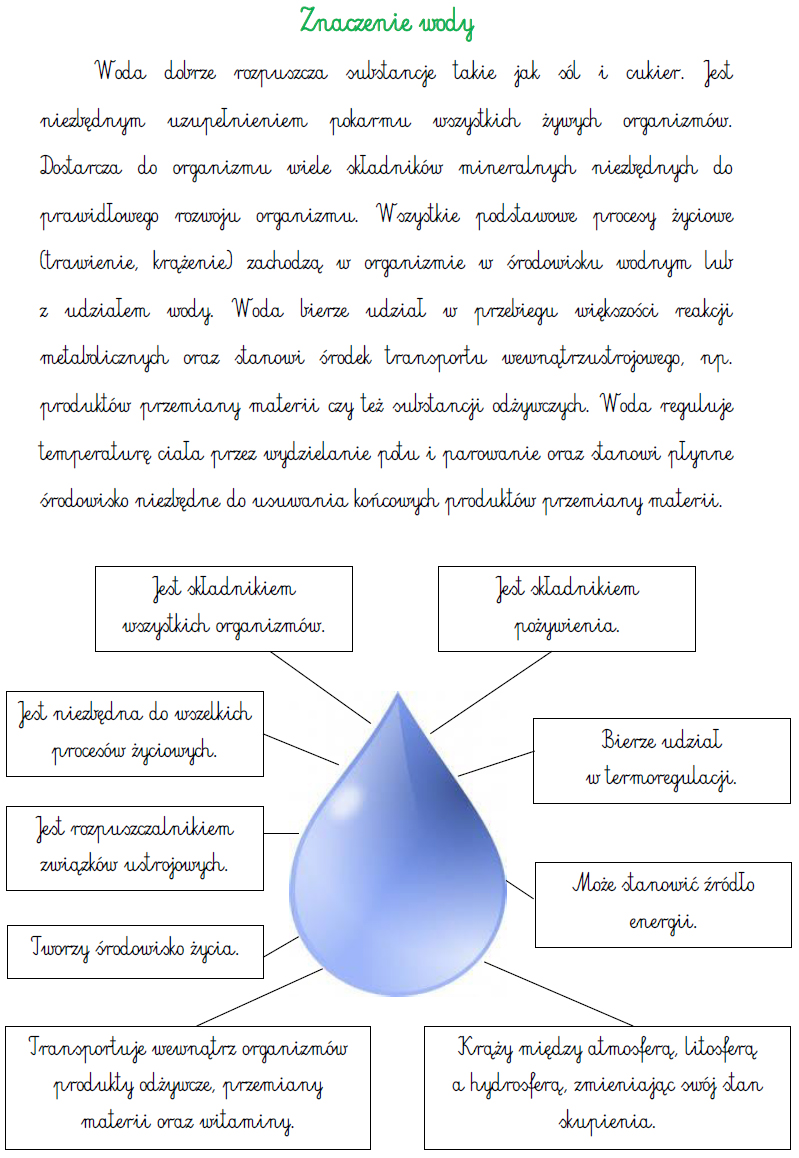 Znaczenie wody
Woda dobrze rozpuszcza substancje takie jak sól i cukier. Jest
niezbędnym uzupełnieniem pokarmu wszystkich żywych organizmów.
Dostarcza do organizmu wiele składników mineralnych niezbędnych do
prawidłowego rozwoju organizmu. Wszystkie podstawowe procesy życiowe
(trawienie, krążenie) zachodzą w organizmie w środowisku wodnym lub
z udziałem wody. Woda bierze udział w przebiegu większości reakcji
metabolicznych oraz stanowi środek transportu wewnątrzustrojowego, np.
produktów przemiany materii czy też substancji odżywczych. Woda reguluje
temperaturę ciała przez wydzielanie potu i parowanie oraz stanowi płynne
środowisko niezbędne do usuwania końcowych produktów przemiany materii.
Jest składnikiem
wszystkich organizmów.
Jest składnikiem
pożywienia.
Jest niezbędna do wszelkich
procesów życiowych.
Bierze udział
w termoregulacji.
Jest rozpuszczalnikiem
związków ustrojowych.
Może stanowić źródło
energii.
Tworzy środowisko życia.
Transportuje wewnątrz organizmów
produkty odżywcze, przemiany
materii oraz witaminy.
Krąży między atmosferą, litosferą
a hydrosferą, zmieniając swój stan
skupienia.